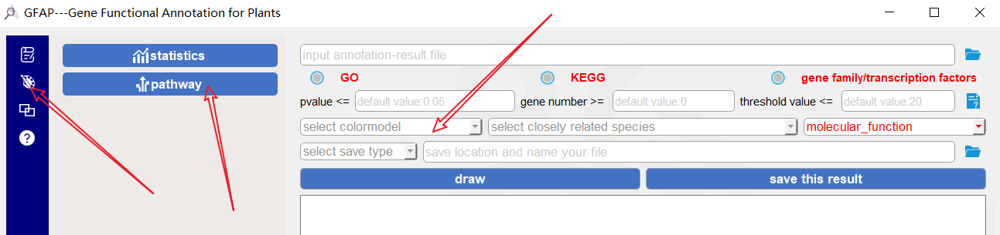 GFAP---Gene Functional Annotation for Plants
statistics
pathway
input annotation-result file
GO KEGG gene family/transcription factors
pvalue <= default value:0.05 gene number >= default value:0 threshold value <= default value:20
select colormodel select closely related species molecular_function
select save type save location and name your file
draw save this result